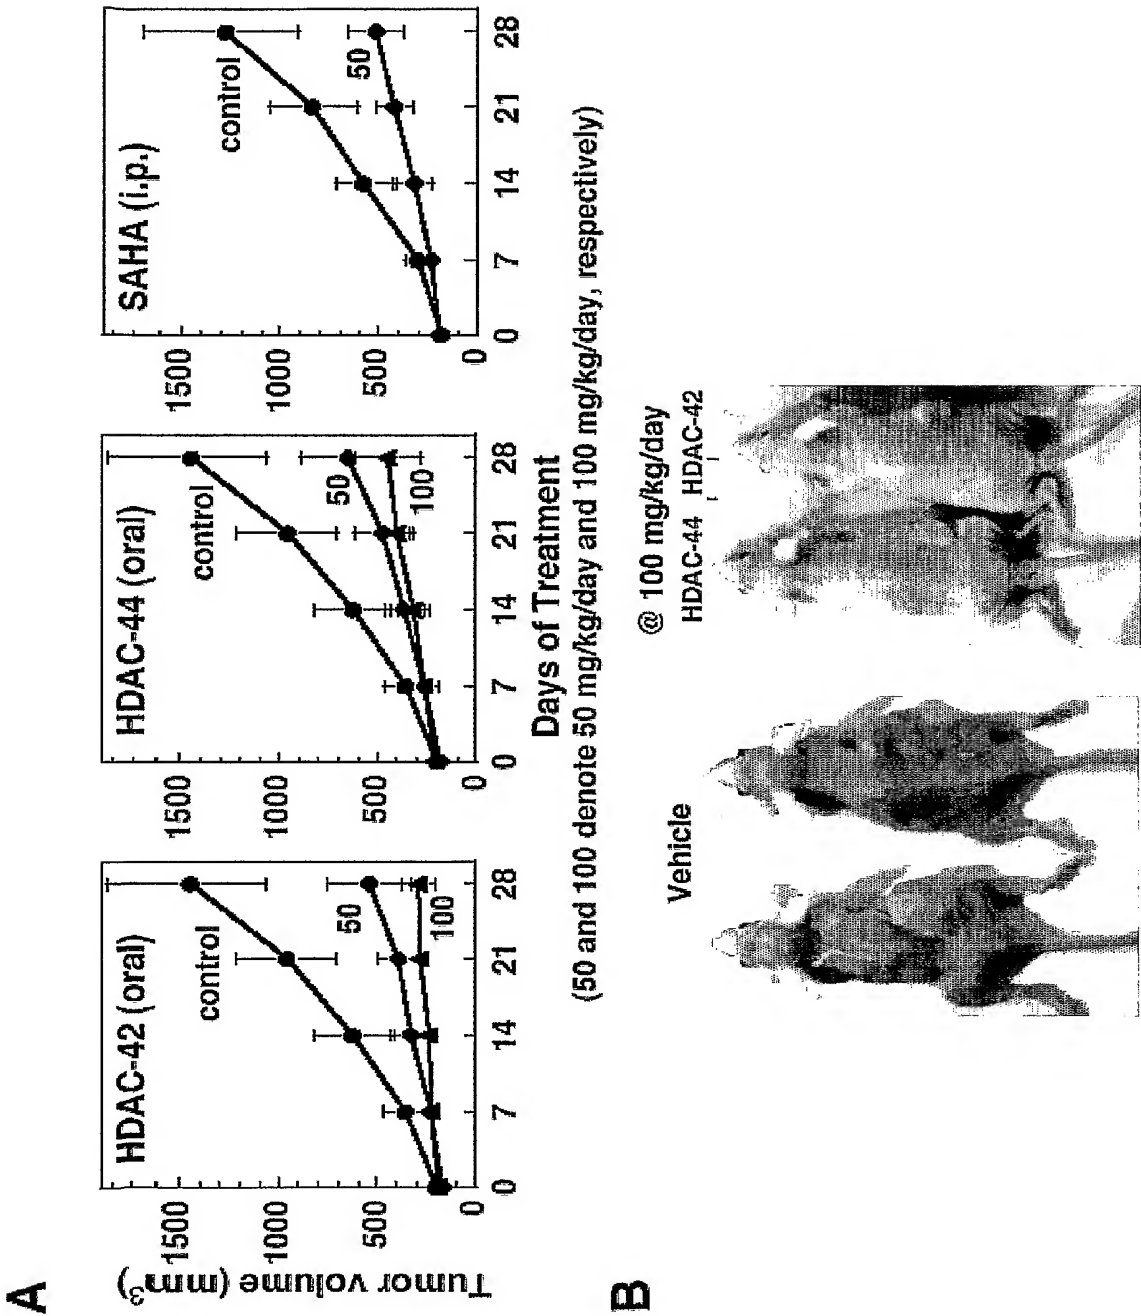 A
Tumor volume (mm3)
HDAC-42 (oral)
1500
1000
500
0
control
50
100
0 7 14 21 28
HDAC-44 (oral)
1500
1000
500
0
control
50
100
0 7 14 21 28
SAHA (i.p.)
1500
1000
500
0
control
50
0 7 14 21 28
Days of Treatment
(50 and 100 denote 50 mg/kg/day and 100 mg/kg/day, respectively)
B
Vehicle
@ 100 mg/kg/day
HDAC-44 HDAC-42